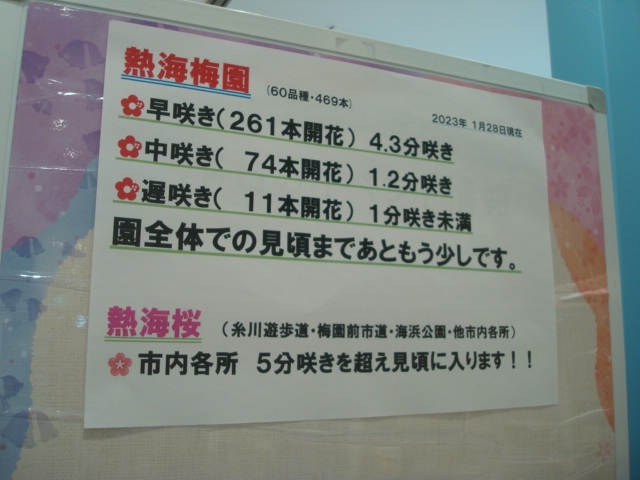 熱海梅園 (60品種・469本)
2023年 1月28日現在
早咲き(261本開花) 4.3分咲き
中咲き( 74本開花) 1.2分咲き
遅咲き( 11本開花) 1分咲き未満
園全体での見頃まであともう少しです。
熱海桜 (糸川遊歩道・梅園前市道・海浜公園・他市内各所)
市内各所 5分咲きを超え見頃に入ります!!